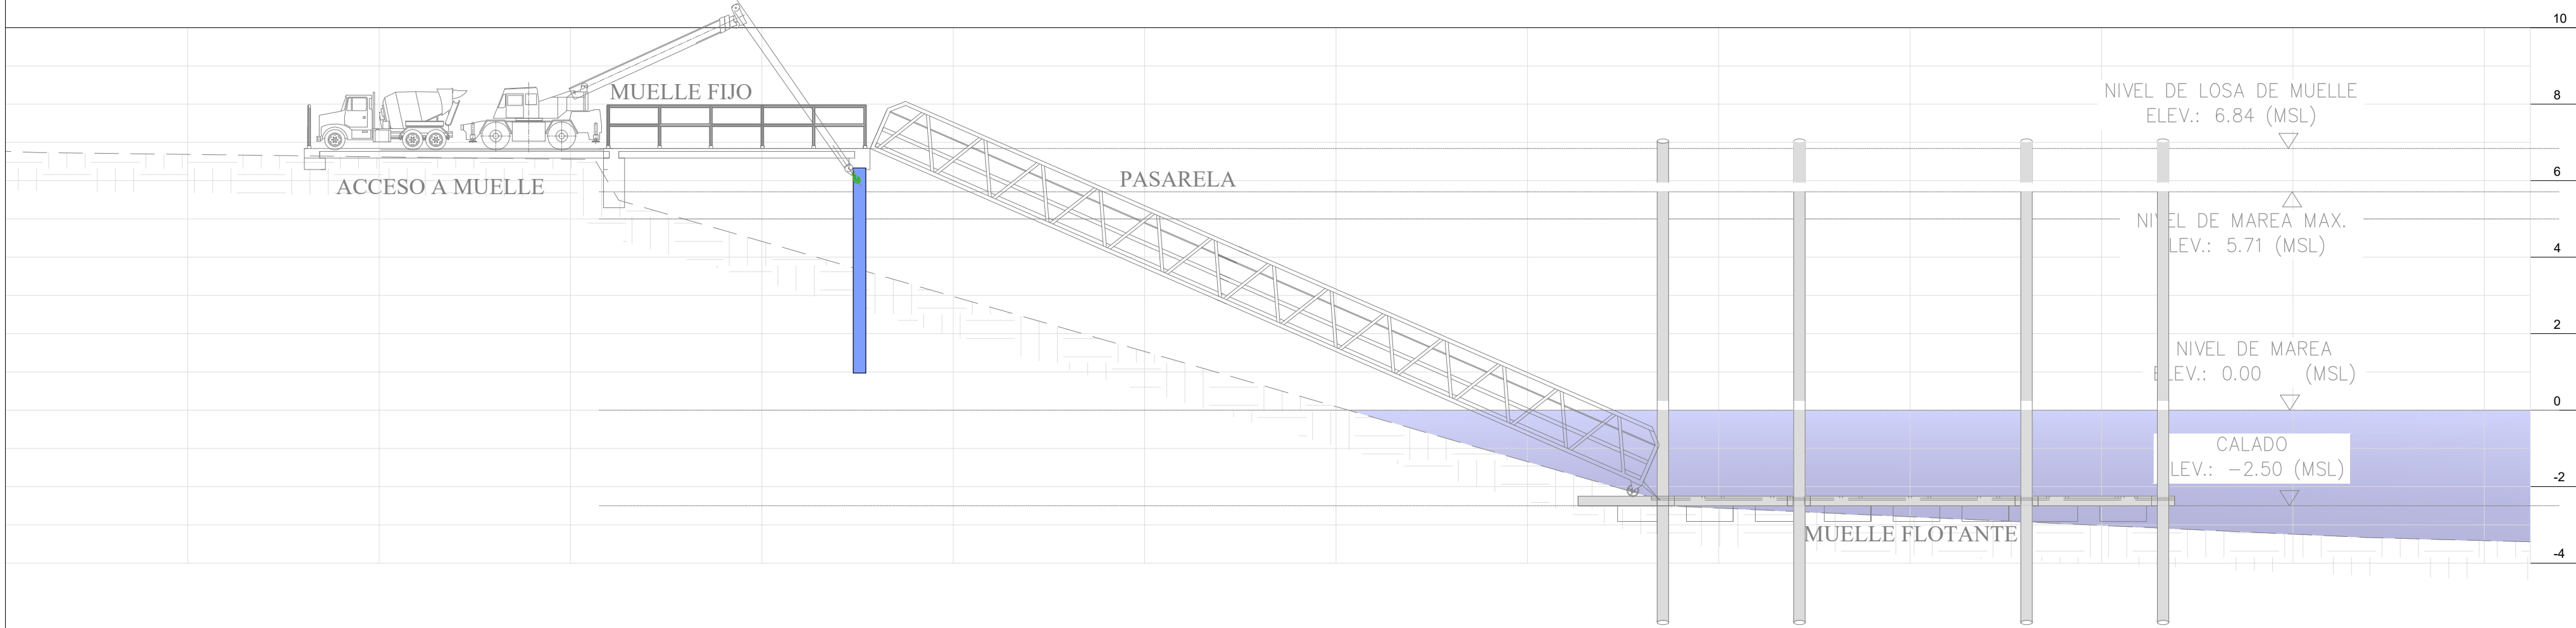 10
MUELLE FIJO
NIVEL DE LOSA DE MUELLE
ELEV.: 6.84 (MSL)
8
ACCESO A MUELLE
PASARELA
6
NIVEL DE MAREA MAX.
ELEV.: 5.71 (MSL)
4
2
NIVEL DE MAREA
ELEV.: 0.00 (MSL)
0
CALADO
ELEV.: -2.50 (MSL)
-2
MUELLE FLOTANTE
-4